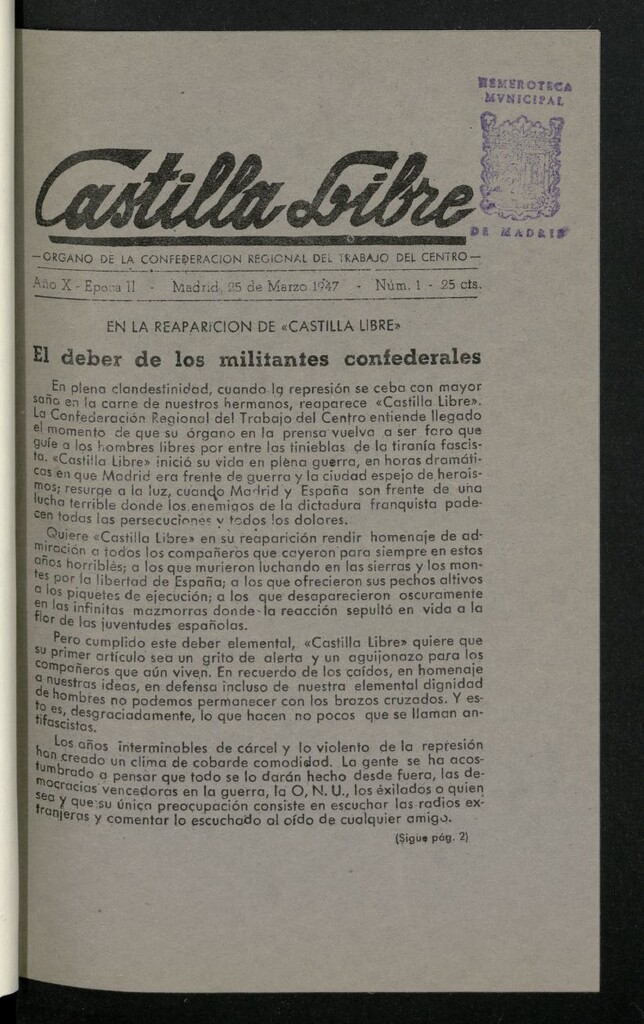 HEMEROTECA
MVNICIPAL
DE MADRID
Castilla Libre
—ORGANO DE LA CONFEDERACION REGIONAL DEL TRABAJO DEL CENTRO—
Año X - Epoca II - Madrid, 25 de Marzo 1947 - Núm. 1 - 25 cts.
EN LA REAPARICION DE «CASTILLA LIBRE»
El deber de los militantes confederales
En plena clandestinidad, cuando la represión se ceba con mayor
saña en la carne de nuestros hermanos, reaparece «Castilla Libre».
La Confederación Regional del Trabajo del Centro entiende llegado
el momento de que su órgano en la prensa vuelva a ser faro que
guíe a los hombres libres por entre las tinieblas de la tiranía fascis-
ta. «Castilla Libre» inició su vida en plena guerra, en horas dramáti-
cas en que Madrid era frente de guerra y la ciudad espejo de herois-
mos; resurge a la luz, cuando Madrid y España son frente de una
lucha terrible donde los enemigos de la dictadura franquista pade-
cen todas las persecuciones y todos los dolores.
Quiere «Castilla Libre» en su reaparición rendir homenaje de ad-
miración a todos los compañeros que cayeron para siempre en estos
años horribles; a los que murieron luchando en las sierras y los mon-
tes por la libertad de España; a los que ofrecieron sus pechos altivos
a los piquetes de ejecución; a los que desaparecieron oscuramente
en las infinitas mazmorras donde la reacción sepultó en vida a la
flor de las juventudes españolas.
Pero cumplido este deber elemental, «Castilla Libre» quiere que
su primer artículo sea un grito de alerta y un aguijonazo para los
compañeros que aún viven. En recuerdo de los caídos, en homenaje
a nuestras ideas, en defensa incluso de nuestra elemental dignidad
de hombres no podemos permanecer con los brazos cruzados. Y es-
to es, desgraciadamente, lo que hacen no pocos que se llaman an-
tifascistas.
Los años interminables de cárcel y lo violento de la represión
han creado un clima de cobarde comodidad. La gente se ha acos-
tumbrado a pensar que todo se lo darán hecho desde fuera, las de-
mocracias vencedoras en la guerra, la O, N. U., los éxilados o quien
sea y que su única preocupación consiste en escuchar las radios ex-
tranjeras y comentar lo escuchado al oído de cualquier amigo.
(Sigue pág. 2)